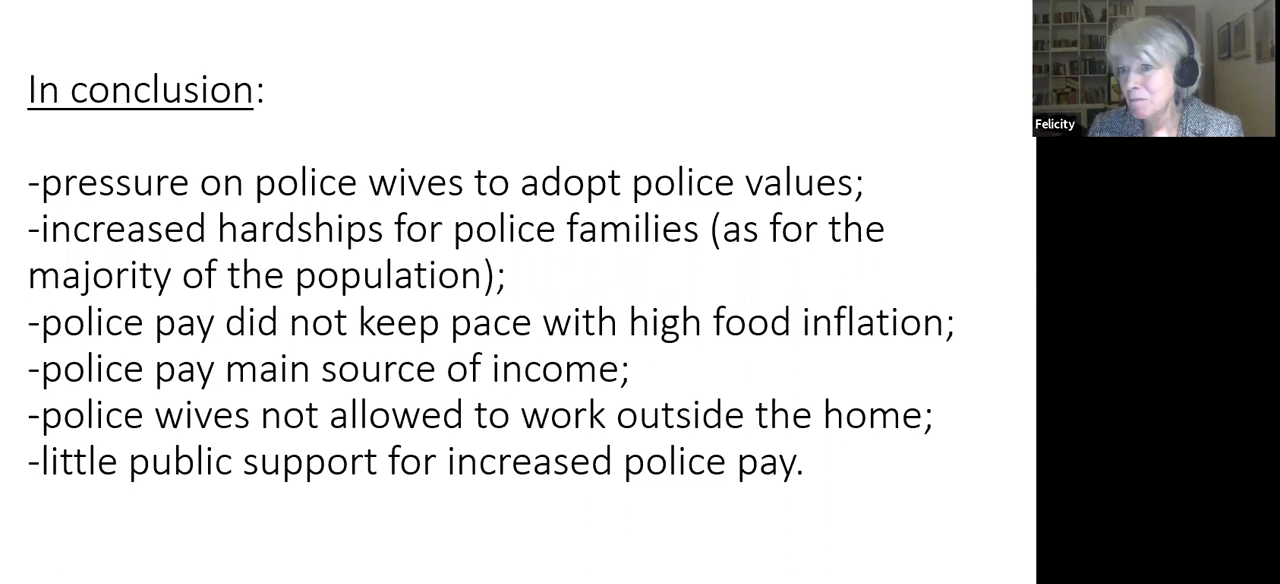 In conclusion:
-pressure on police wives to adopt police values;
-increased hardships for police families (as for the
majority of the population);
-police pay did not keep pace with high food inflation;
-police pay main source of income;
-police wives not allowed to work outside the home;
-little public support for increased police pay.
Felicity